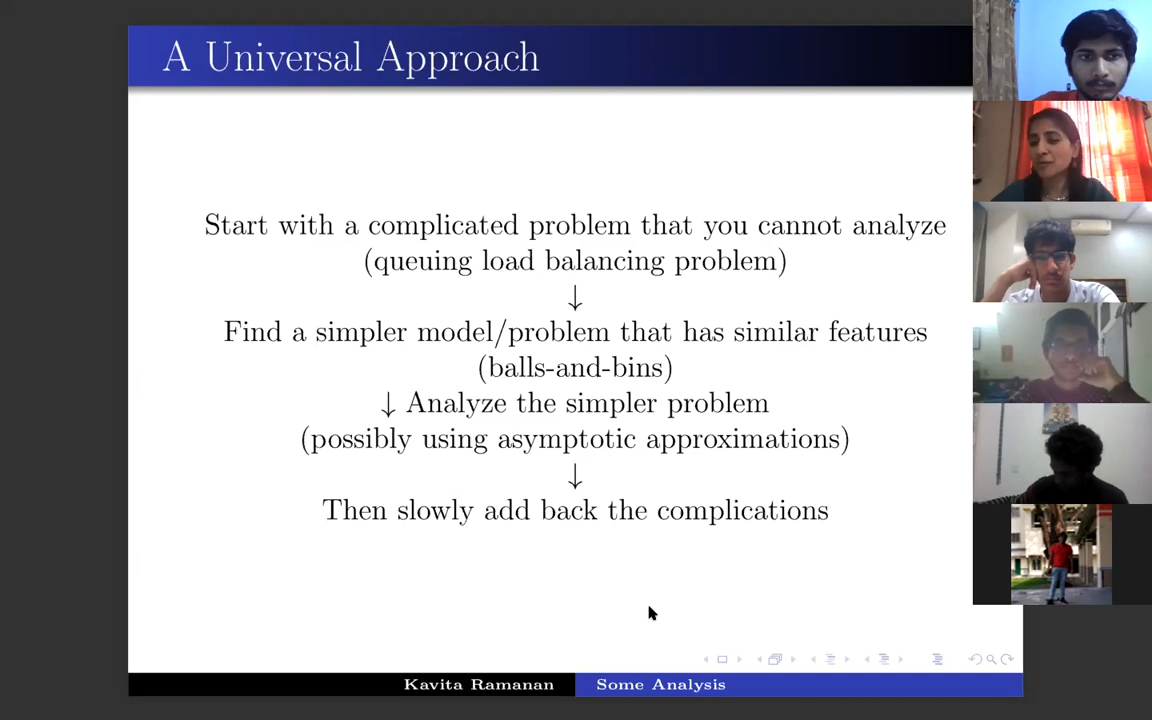 A Universal Approach
Start with a complicated problem that you cannot analyze
(queuing load balancing problem)
↓
Find a simpler model/problem that has similar features
(balls-and-bins)
↓ Analyze the simpler problem
(possibly using asymptotic approximations)
↓
Then slowly add back the complications
Kavita Ramanan
Some Analysis